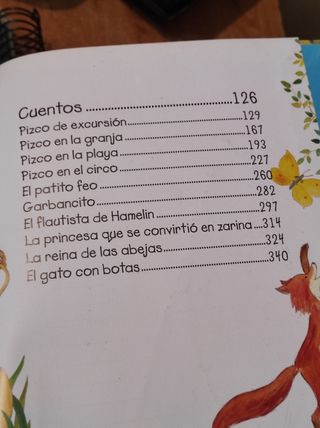 Cuentos ........................................ 126
Pizco de excursión ........................................ 129
Pizco en la granja ........................................ 167
Pizco en la playa ........................................ 193
Pizco en el circo ........................................ 227
El patito feo ........................................ 260
Garbancito ........................................ 282
El flautista de Hamelin ........................................ 297
La princesa que se convirtió en zarina ....314
La reina de las abejas ........................................ 324
El gato con botas ........................................ 340